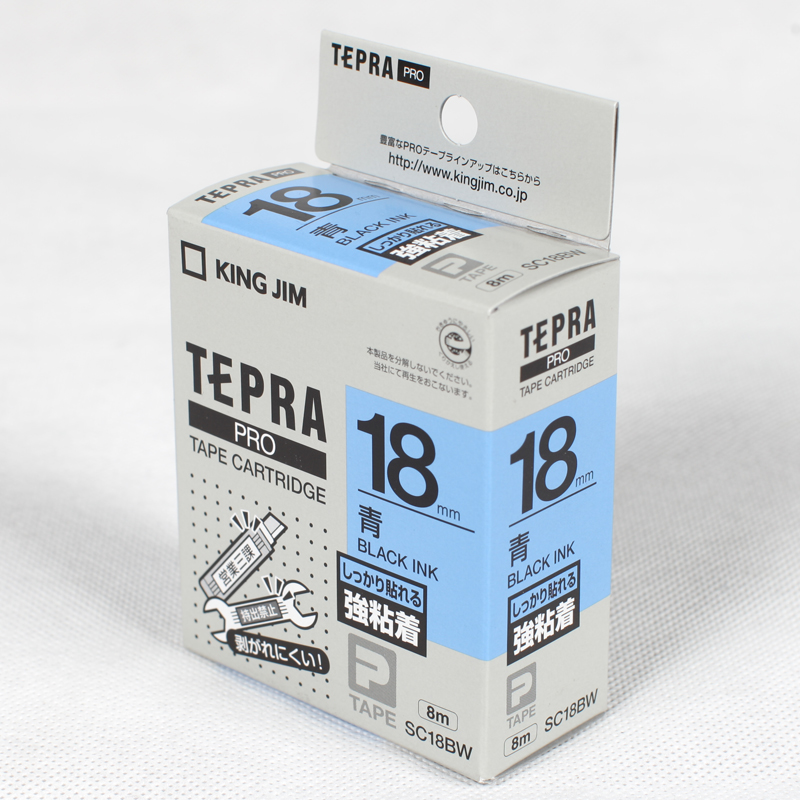 TEPRA PRO
豊富なPROテープラインアップはこちらから
http://www.kingjim.co.jp
TEPRA PRO
18 mm
青
BLACK INK
しっかり貼れる
強粘着
P
TAPE
8m
SC18BW
KING JIM
本製品を分解しないでください。
当社にて再生をおこないます。
TEPRA
PRO
TAPE CARTRIDGE
営業二課
持出禁止
剥がれにくい!
18 mm
青
BLACK INK
しっかり貼れる
強粘着
P
TAPE
8m
SC18BW
TEPRA
PRO
TAPE CARTRIDGE
18 mm
青
BLACK INK
しっかり貼れる
強粘着
P
TAPE
8m
SC18BW